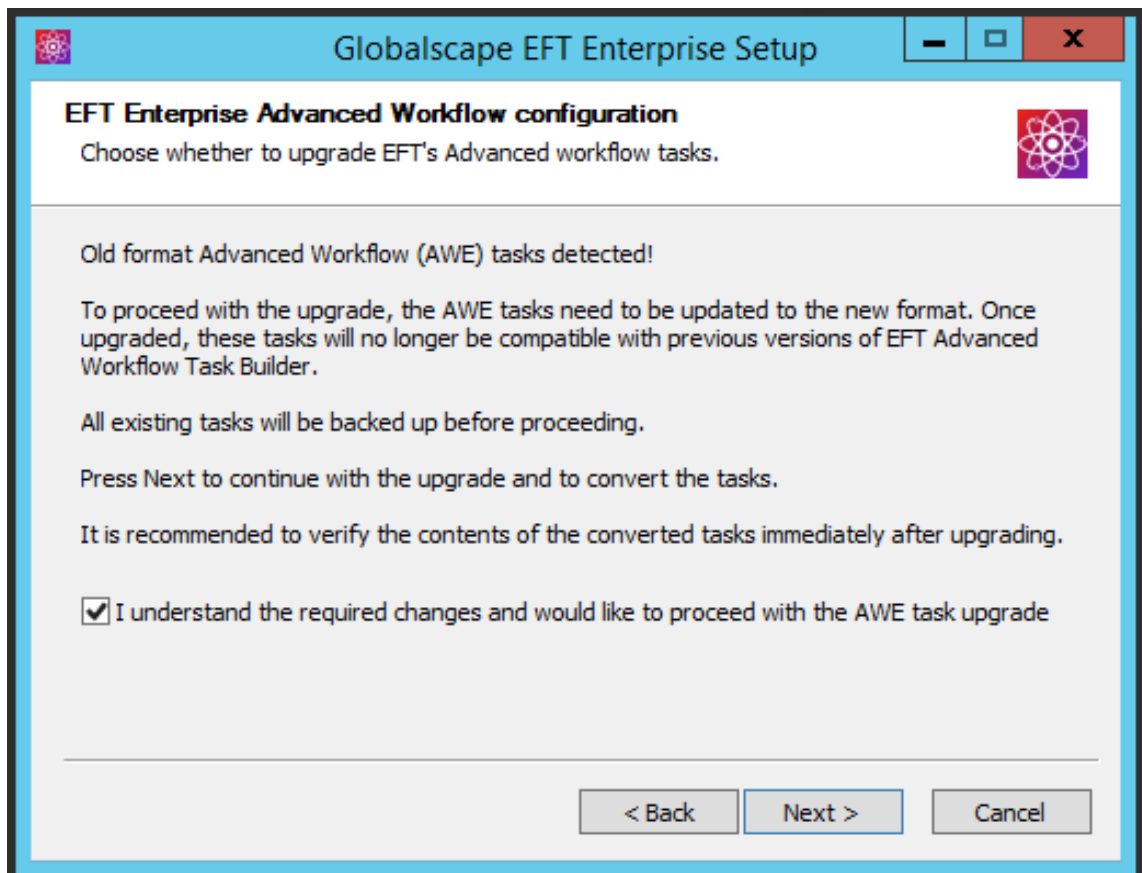 Globalscape EFT Enterprise Setup
x
EFT Enterprise Advanced Workflow configuration
Choose whether to upgrade EFT's Advanced workflow tasks.
Old format Advanced Workflow (AWE) tasks detected!
To proceed with the upgrade, the AWE tasks need to be updated to the new format. Once
upgraded, these tasks will no longer be compatible with previous versions of EFT Advanced
Workflow Task Builder.
All existing tasks will be backed up before proceeding.
Press Next to continue with the upgrade and to convert the tasks.
It is recommended to verify the contents of the converted tasks immediately after upgrading.
I understand the required changes and would like to proceed with the AWE task upgrade
< Back Next > Cancel